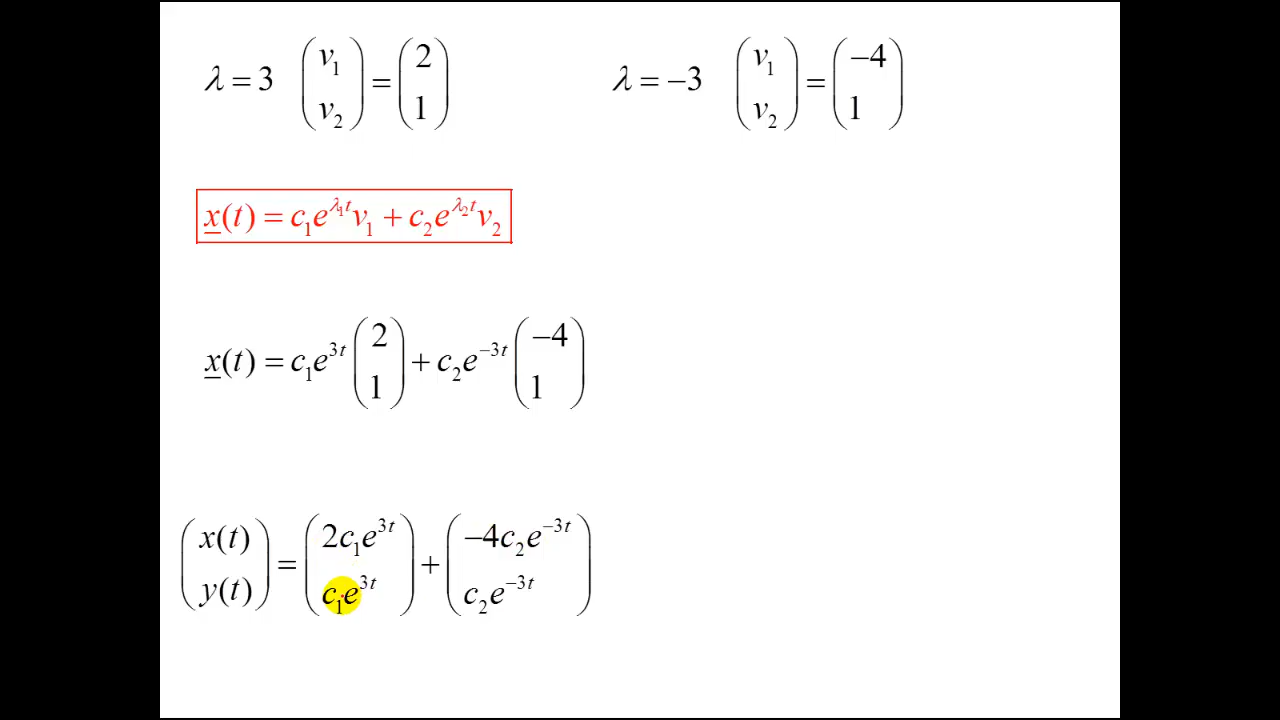 λ = 3 (v₁ v₂) = (2 1) λ = −3 (v₁ v₂) = (−4 1)
x̲(t) = c₁e^{λ₁t}v₁ + c₂e^{λ₂t}v₂
x̲(t) = c₁e^{3t} (2 1) + c₂e^{−3t} (−4 1)
(x(t) y(t)) = (2c₁e^{3t} c₁e^{3t}) + (−4c₂e^{−3t} c₂e^{−3t})